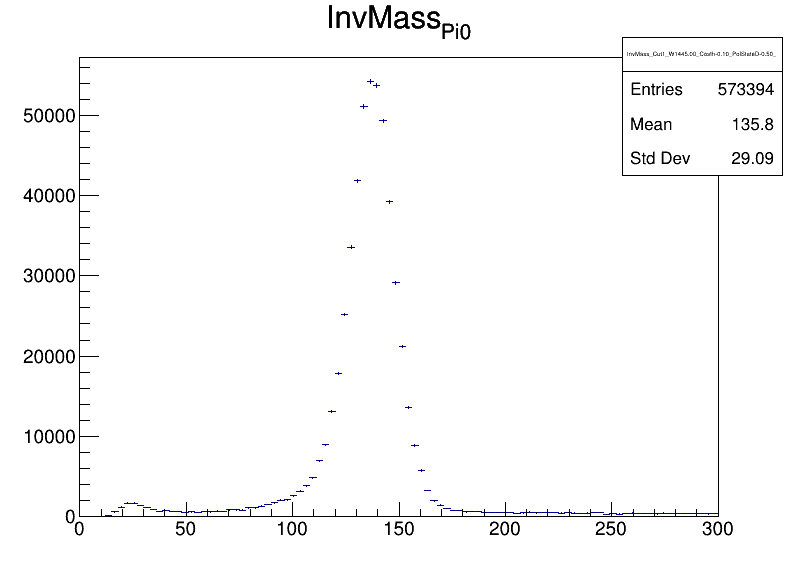 InvMass_Pi0
InvMass_Cut1_W1445.00_Costh-0.10_PolStateD-0.50_
Entries 573394
Mean 135.8
Std Dev 29.09
50000
40000
30000
20000
10000
0
0 50 100 150 200 250 300